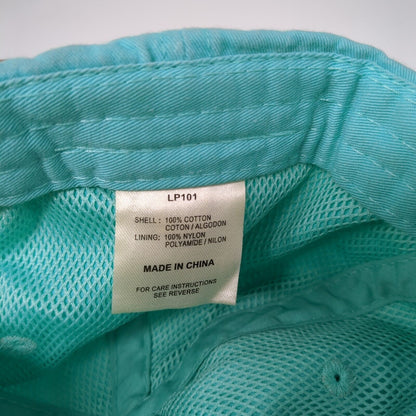 LP101
SHELL: 100% COTTON
COTON / ALGODON
LINING: 100% NYLON
POLYAMIDE / NILON
MADE IN CHINA
FOR CARE INSTRUCTIONS
SEE REVERSE